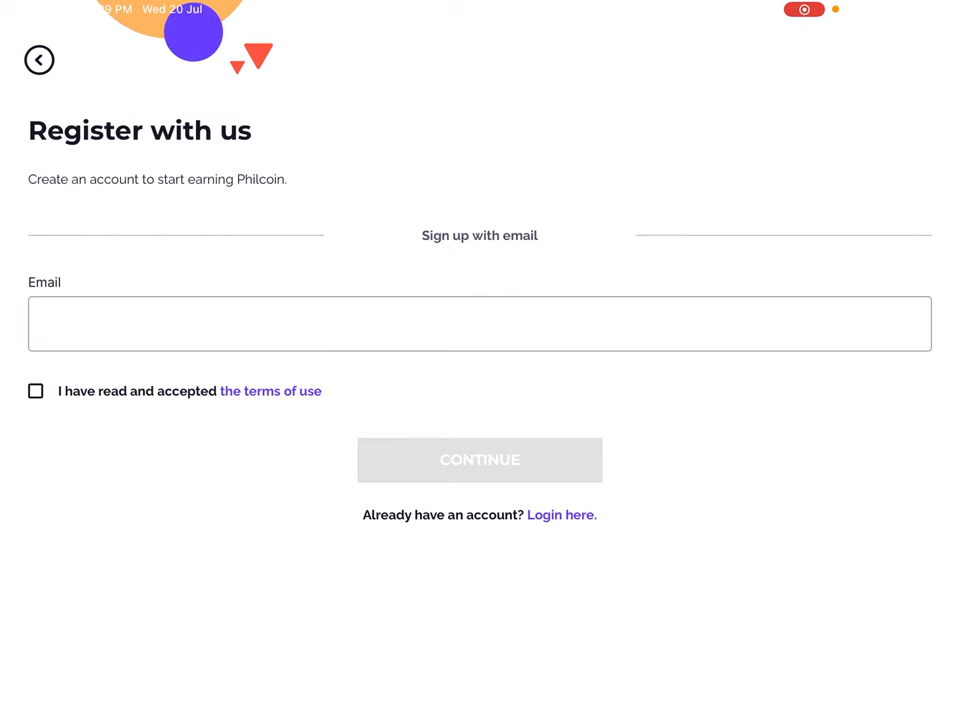 9 PM Wed 20 Jul
Register with us
Create an account to start earning Philcoin.
Sign up with email
Email
I have read and accepted the terms of use
CONTINUE
Already have an account? Login here.